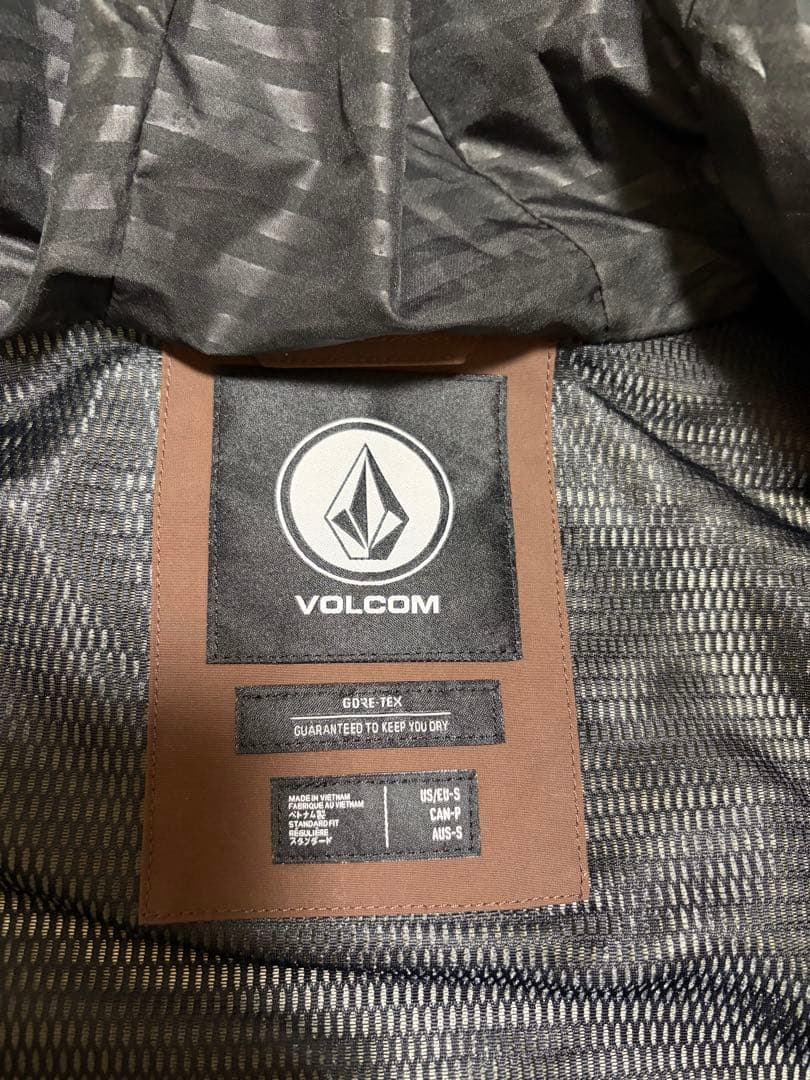 VOLCOM
GORE-TEX
GUARANTEED TO KEEP YOU DRY
MADE IN VIETNAM
FABRIQUE AU VIETNAM
ベトナム製
STANDARD FIT
RÉGULIÈRE
スタンダード
US/EU-S
CAN-P
AUS-S